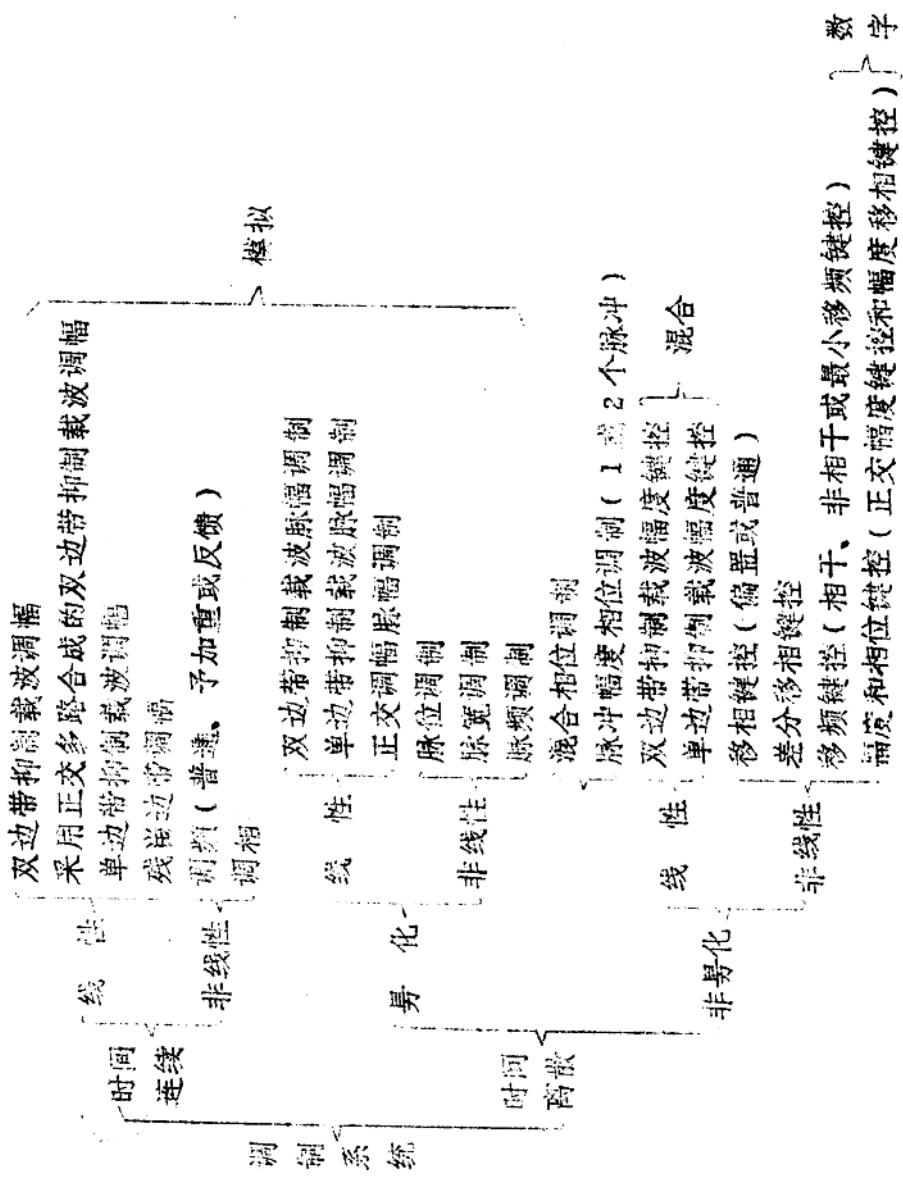 调制系统
时间连续
线性
双边带抑制载波调幅
采用正交多路合成的双边带抑制载波调幅
单边带抑制载波调幅
残留边带调幅
非线性
调频(普通、予加重或反馈)
调相
模拟
时间离散
量化
线性
双边带抑制载波脉幅调制
单边带抑制载波脉幅调制
正交调幅脉幅调制
非线性
脉位调制
脉宽调制
脉频调制
混合相位调制
脉冲幅度相位调制(1或2个脉冲)
非量化
线性
双边带抑制载波幅度键控
单边带抑制载波幅度键控
混合
非线性
移相键控(偏置或普通)
差分移相键控
移频键控(相干、非相干或最小移频键控)
幅度和相位键控(正交幅度键控和幅度移相键控)
数字